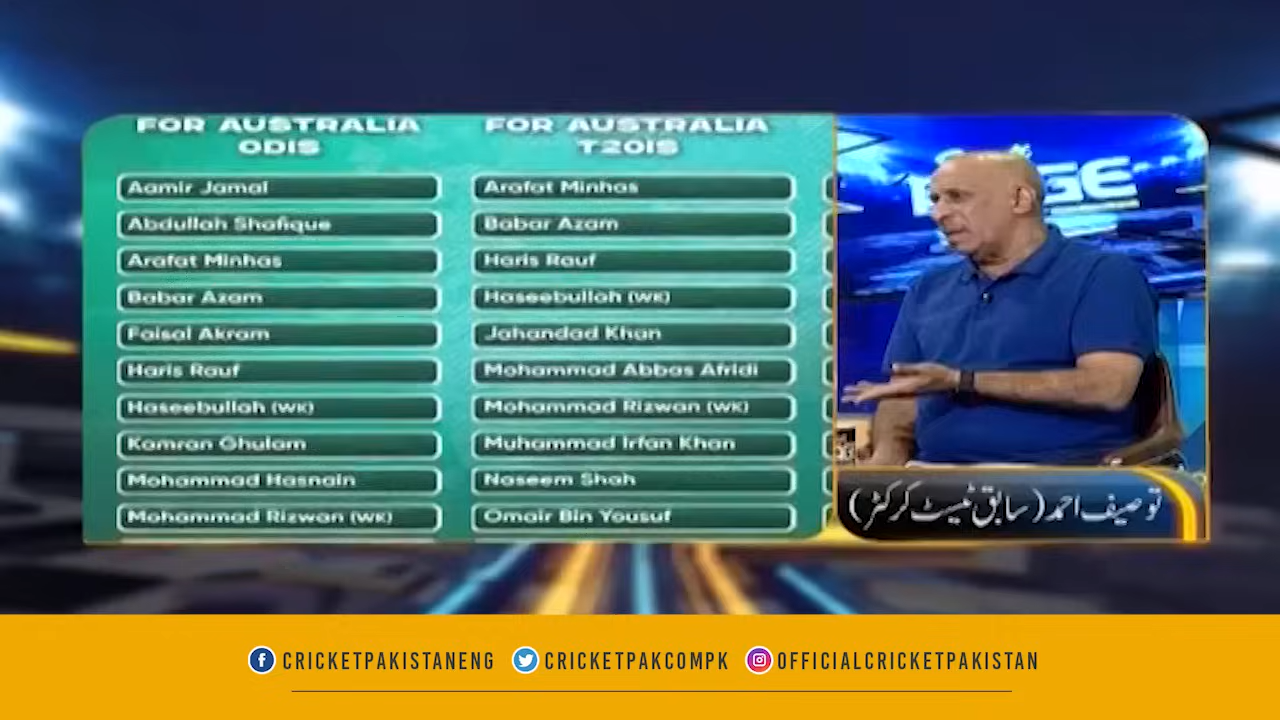 FOR AUSTRALIA
ODIS
Aamir Jamal
Abdullah Shafique
Arafat Minhas
Babar Azam
Faisal Akram
Haris Rauf
Haseebullah (WK)
Kamran Ghulam
Mohammad Hasnain
Mohammad Rizwan (WK)
FOR AUSTRALIA
T20IS
Arafat Minhas
Babar Azam
Haris Rauf
Haseebullah (WK)
Jahandad Khan
Mohammad Abbas Afridi
Mohammad Rizwan (WK)
Muhammad Irfan Khan
Naseem Shah
Omair Bin Yousuf
توصیف احمد (سابق ٹیسٹ کرکٹر)
CRICKETPAKISTANENG
CRICKETPAKCOMPK
OFFICIALCRICKETPAKISTAN